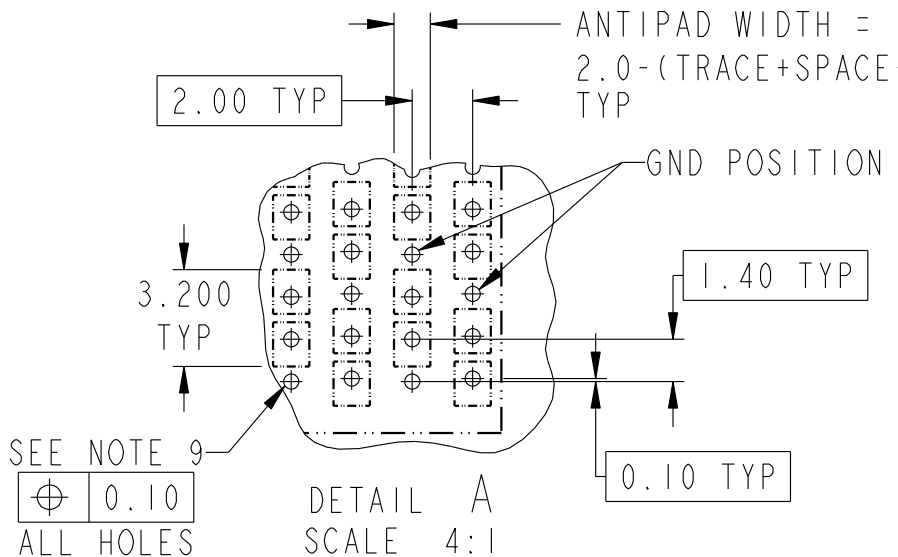 ANTIPAD WIDTH =
2.0-(TRACE+SPACE
TYP
2.00 TYP
GND POSITION
1.40 TYP
3.200
TYP
SEE NOTE 9
0.10
ALL HOLES
0.10 TYP
DETAIL A
SCALE 4:1